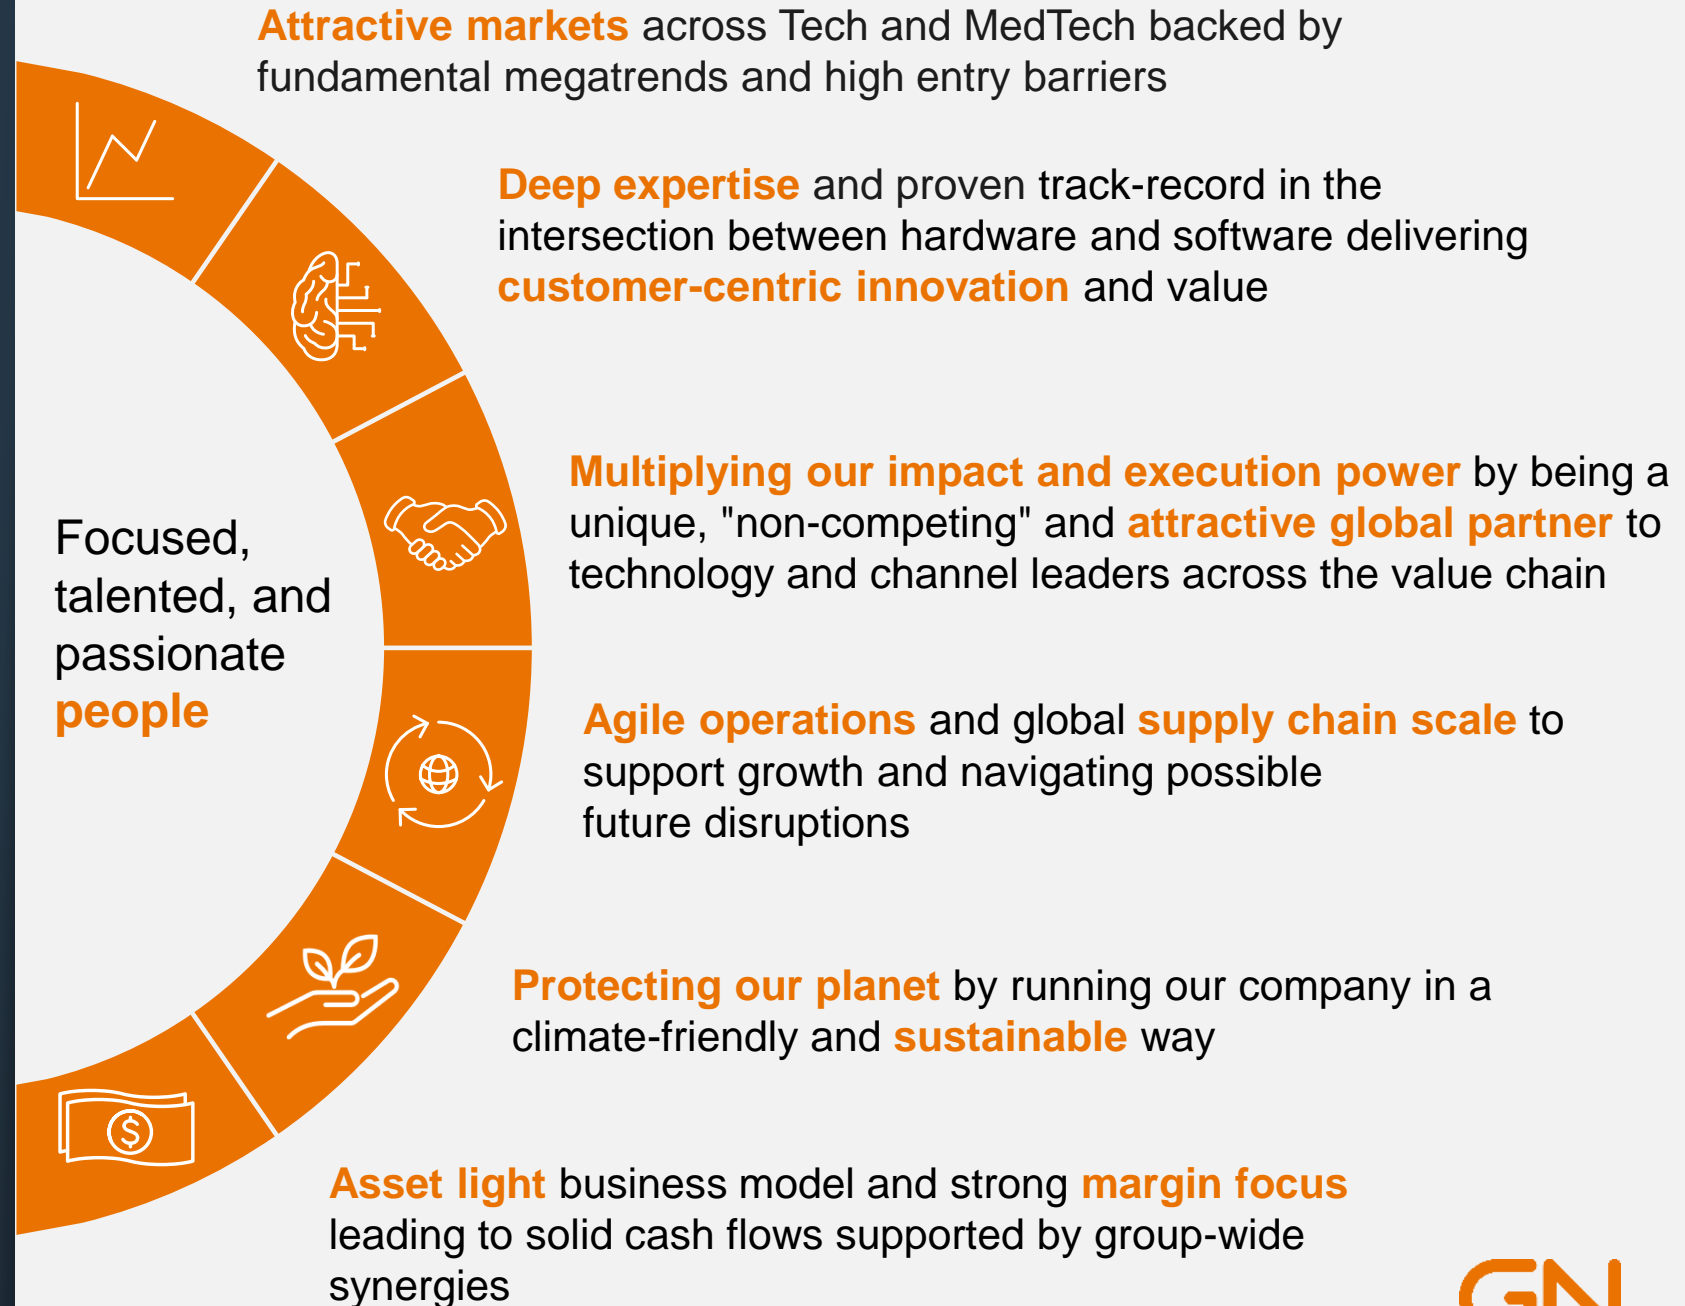 Attractive markets across Tech and MedTech backed by
fundamental megatrends and high entry barriers
Deep expertise and proven track-record in the
intersection between hardware and software delivering
customer-centric innovation and value
Multiplying our impact and execution power by being a
unique, "non-competing" and attractive global partner to
technology and channel leaders across the value chain
Focused,
talented, and
passionate
people
Agile operations and global supply chain scale to
support growth and navigating possible
future disruptions
Protecting our planet by running our company in a
climate-friendly and sustainable way
$
Asset light business model and strong margin focus
leading to solid cash flows supported by group-wide
synergies
GN